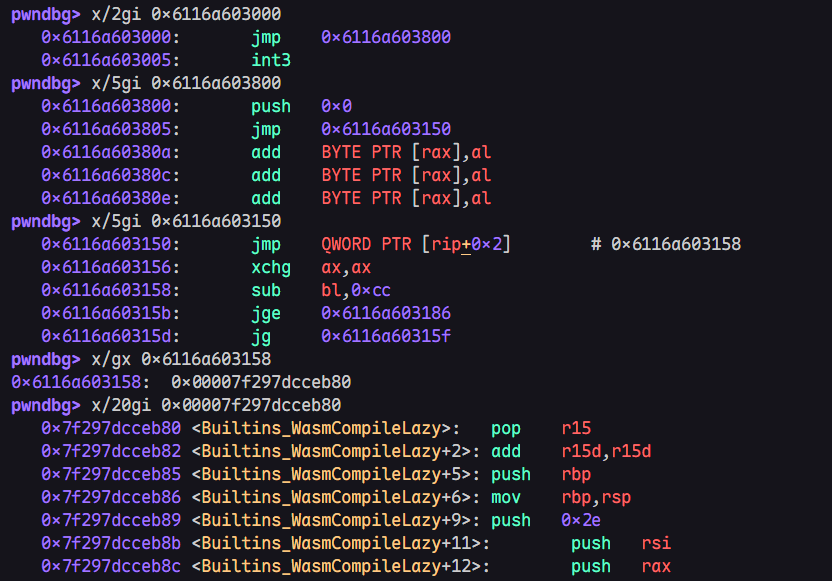 pwndbg> x/2gi 0x6116a603000
0x6116a603000: jmp 0x6116a603800
0x6116a603005: int3
pwndbg> x/5gi 0x6116a603800
0x6116a603800: push 0x0
0x6116a603805: jmp 0x6116a603150
0x6116a60380a: add BYTE PTR [rax],al
0x6116a60380c: add BYTE PTR [rax],al
0x6116a60380e: add BYTE PTR [rax],al
pwndbg> x/5gi 0x6116a603150
0x6116a603150: jmp QWORD PTR [rip+0x2] # 0x6116a603158
0x6116a603156: xchg ax,ax
0x6116a603158: sub bl,0xcc
0x6116a60315b: jge 0x6116a603186
0x6116a60315d: jg 0x6116a60315f
pwndbg> x/gx 0x6116a603158
0x6116a603158: 0x00007f297dcceb80
pwndbg> x/20gi 0x00007f297dcceb80
0x7f297dcceb80 <Builtins_WasmCompileLazy>: pop r15
0x7f297dcceb82 <Builtins_WasmCompileLazy+2>: add r15d,r15d
0x7f297dcceb85 <Builtins_WasmCompileLazy+5>: push rbp
0x7f297dcceb86 <Builtins_WasmCompileLazy+6>: mov rbp,rsp
0x7f297dcceb89 <Builtins_WasmCompileLazy+9>: push 0x2e
0x7f297dcceb8b <Builtins_WasmCompileLazy+11>: push rsi
0x7f297dcceb8c <Builtins_WasmCompileLazy+12>: push rax